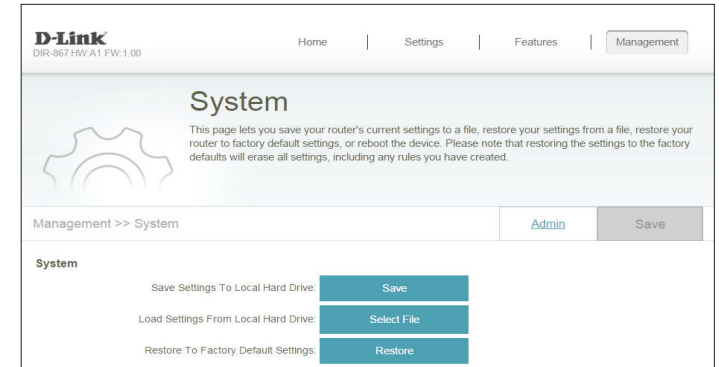 D-Link
DIR-867 HW:A1 FW:1.00
Home Settings Features Management
System
This page lets you save your router's current settings to a file, restore your settings from a file, restore your
router to factory default settings, or reboot the device. Please note that restoring the settings to the factory
defaults will erase all settings, including any rules you have created.
Management >> System Admin Save
System
Save Settings To Local Hard Drive: Save
Load Settings From Local Hard Drive: Select File
Restore To Factory Default Settings: Restore